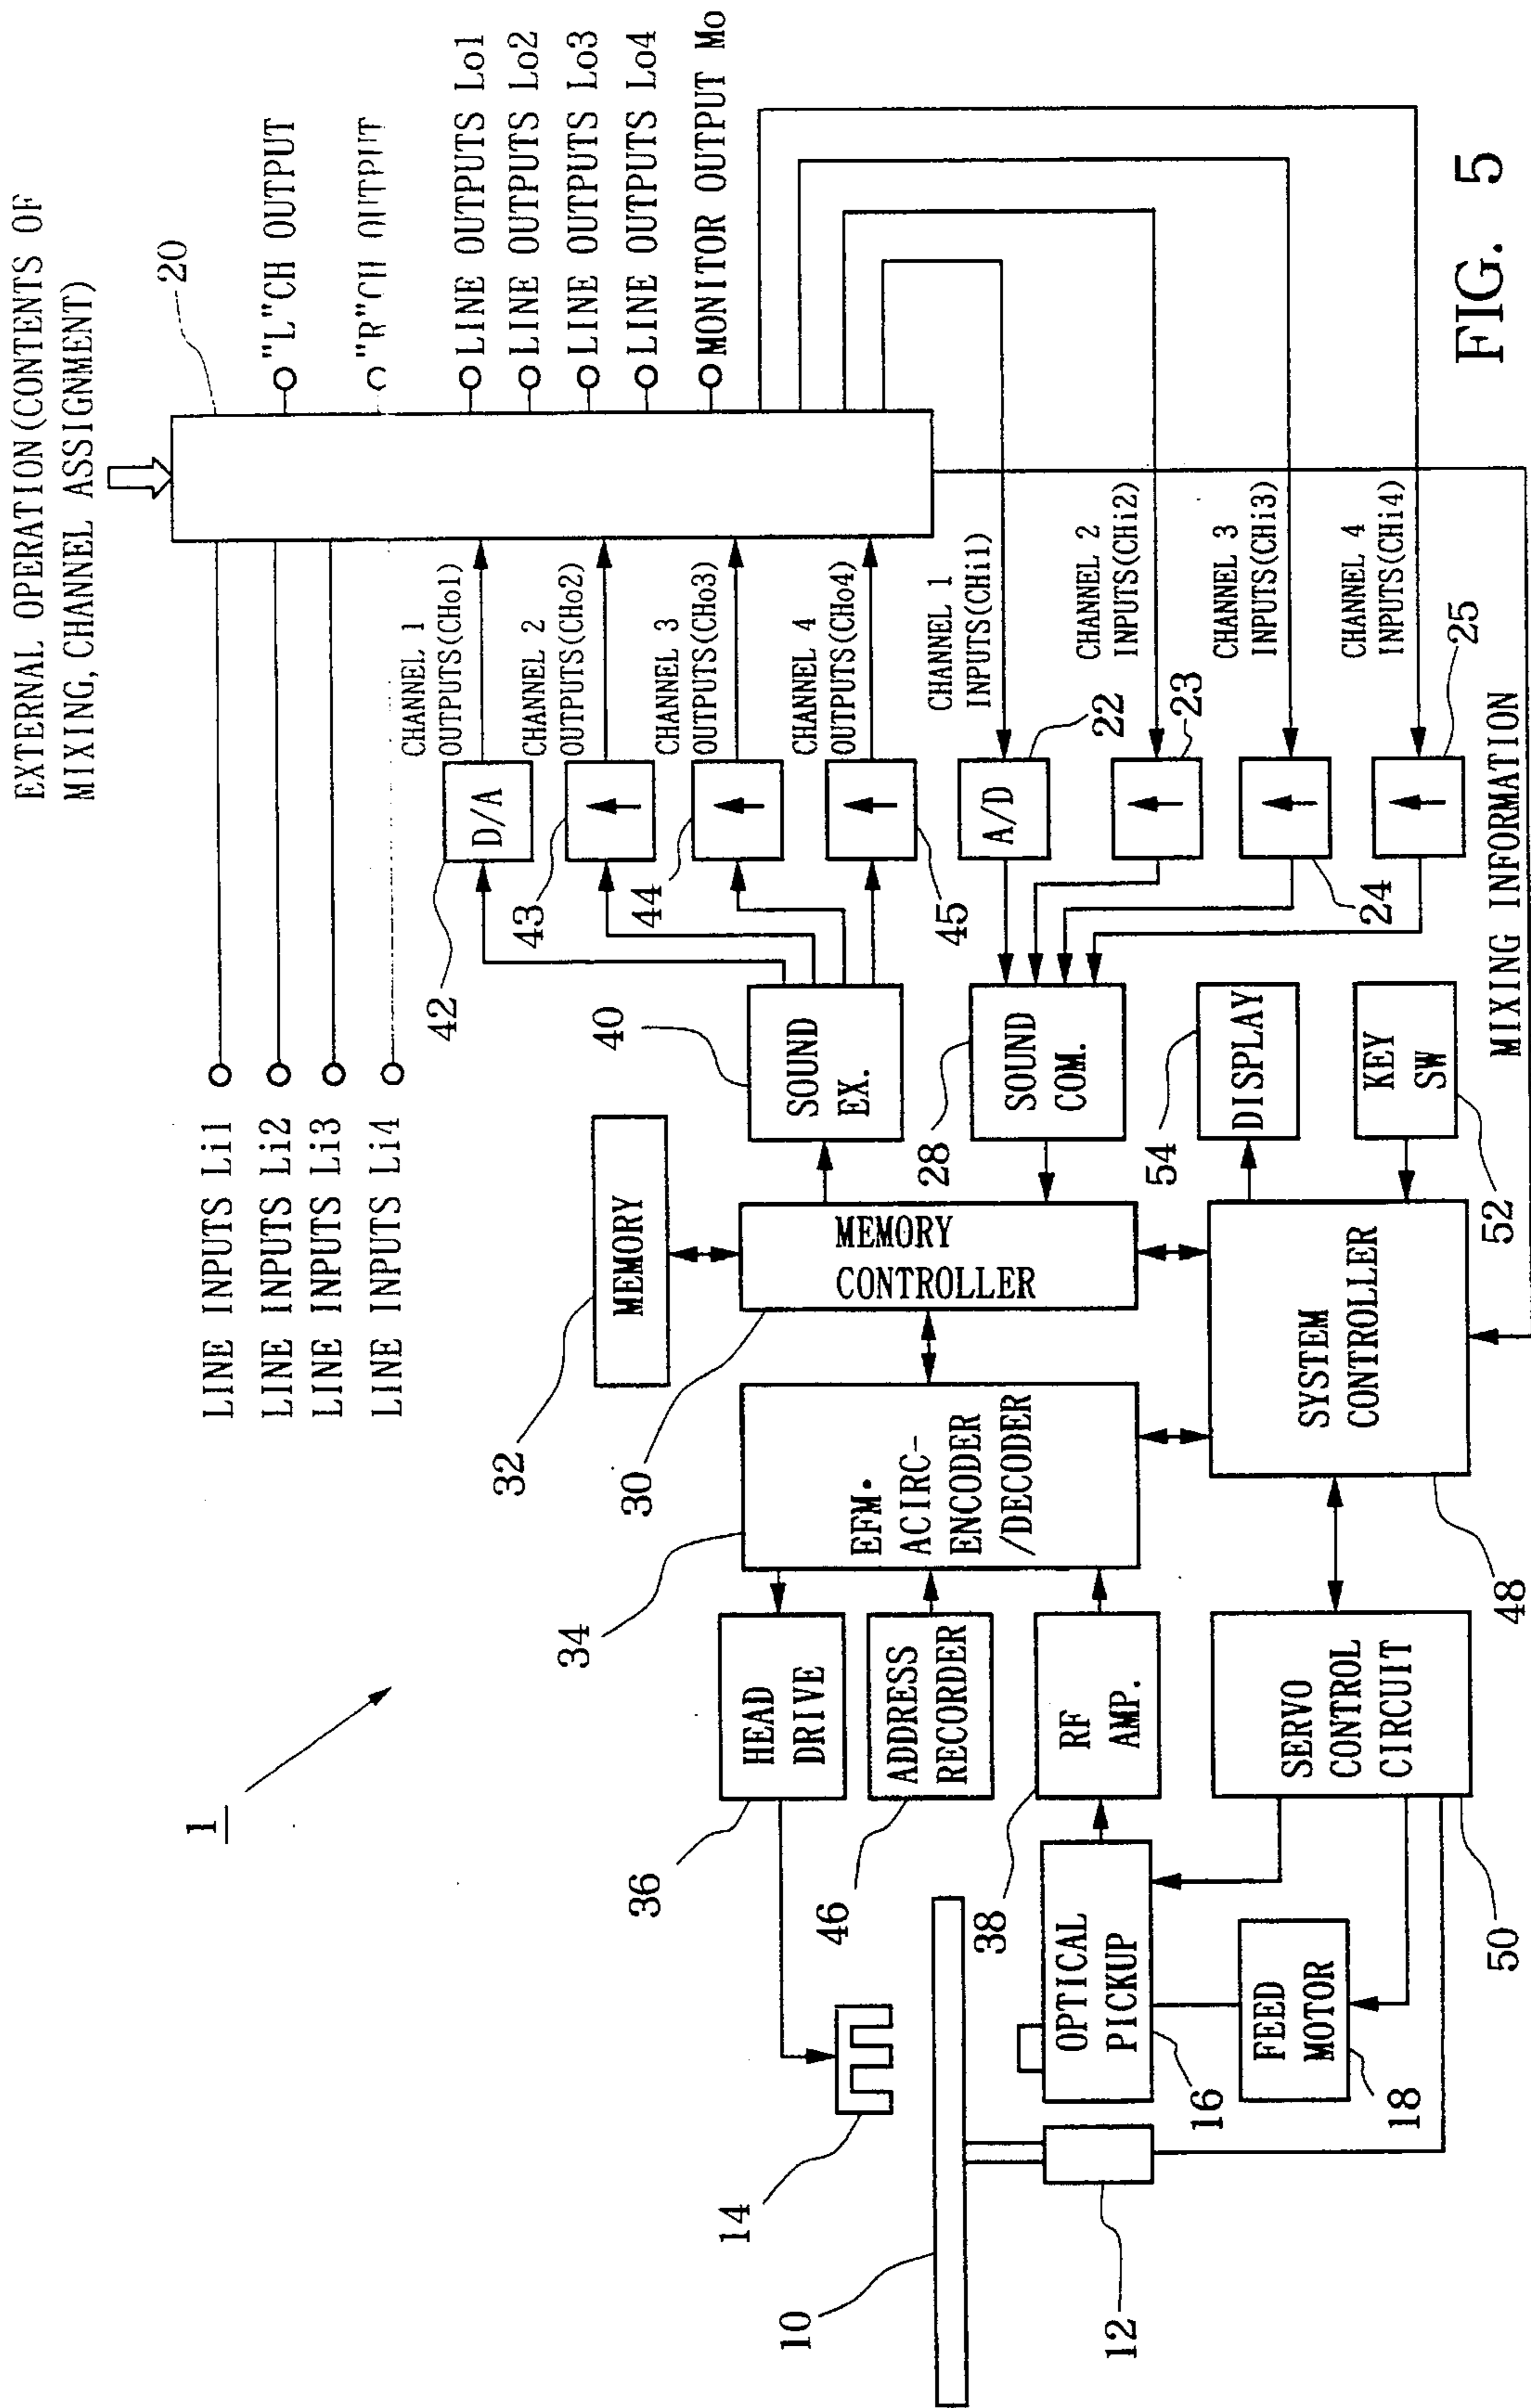 EXTERNAL OPERATION(CONTENTS OF
MIXING,CHANNEL ASSIGNMENT)
20
LINE INPUTS Li1
LINE INPUTS Li2
LINE INPUTS Li3
LINE INPUTS Li4
"L"CH OUTPUT
"R"CH OUTPUT
LINE OUTPUTS Lo1
LINE OUTPUTS Lo2
LINE OUTPUTS Lo3
LINE OUTPUTS Lo4
MONITOR OUTPUT Mo
CHANNEL 1
OUTPUTS(CHo1)
CHANNEL 2
OUTPUTS(CHo2)
CHANNEL 3
OUTPUTS(CHo3)
CHANNEL 4
OUTPUTS(CHo4)
42
D/A
43
44
45
CHANNEL 1
INPUTS(CHi1)
CHANNEL 2
INPUTS(CHi2)
CHANNEL 3
INPUTS(CHi3)
CHANNEL 4
INPUTS(CHi4)
A/D
22
23
24
25
1
32
MEMORY
40
SOUND
EX.
28
SOUND
COM.
30
MEMORY
CONTROLLER
34
EFM·
ACIRC-
ENCODER
/DECODER
36
HEAD
DRIVE
46
ADDRESS
RECORDER
38
RF
AMP.
14
10
12
OPTICAL
PICKUP
16
FEED
MOTOR
18
SERVO
CONTROL
CIRCUIT
50
SYSTEM
CONTROLLER
48
54
DISPLAY
KEY
SW
52
MIXING INFORMATION
FIG. 5